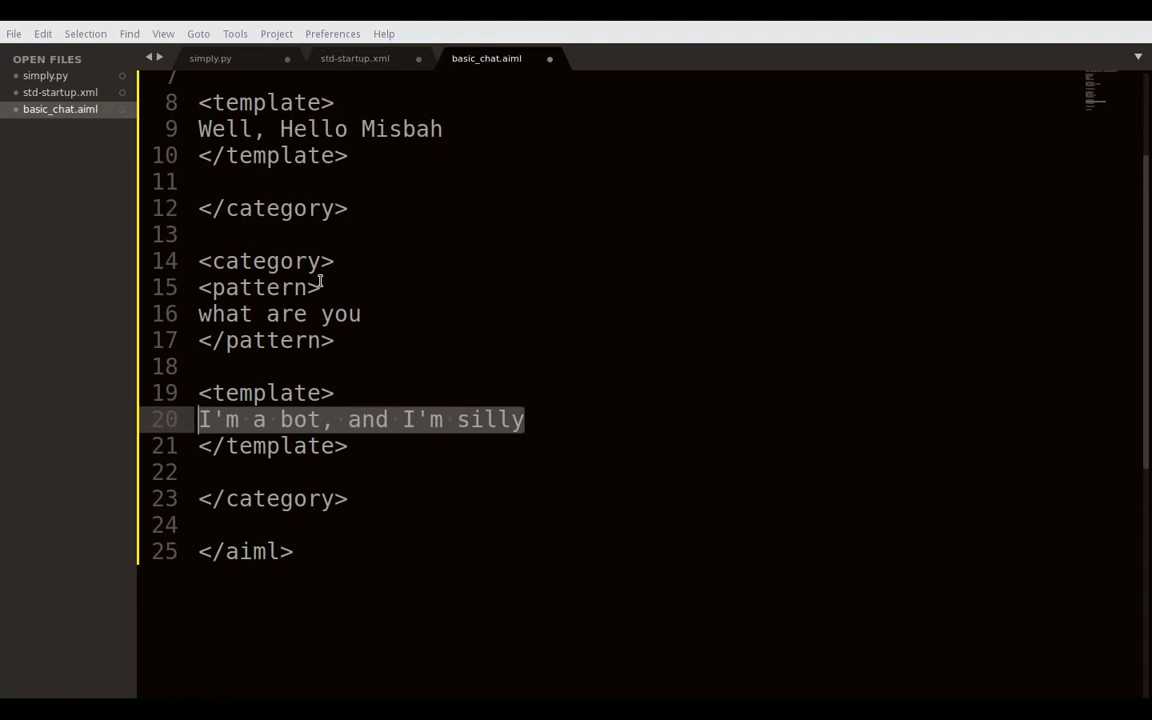 File Edit Selection Find View Goto Tools Project Preferences Help
OPEN FILES
simply.py
std-startup.xml
basic_chat.aiml
simply.py std-startup.xml basic_chat.aiml
7
8 <template>
9 Well, Hello Misbah
10 </template>
11
12 </category>
13
14 <category>
15 <pattern>
16 what are you
17 </pattern>
18
19 <template>
20 I'm a bot, and I'm silly
21 </template>
22
23 </category>
24
25 </aiml>